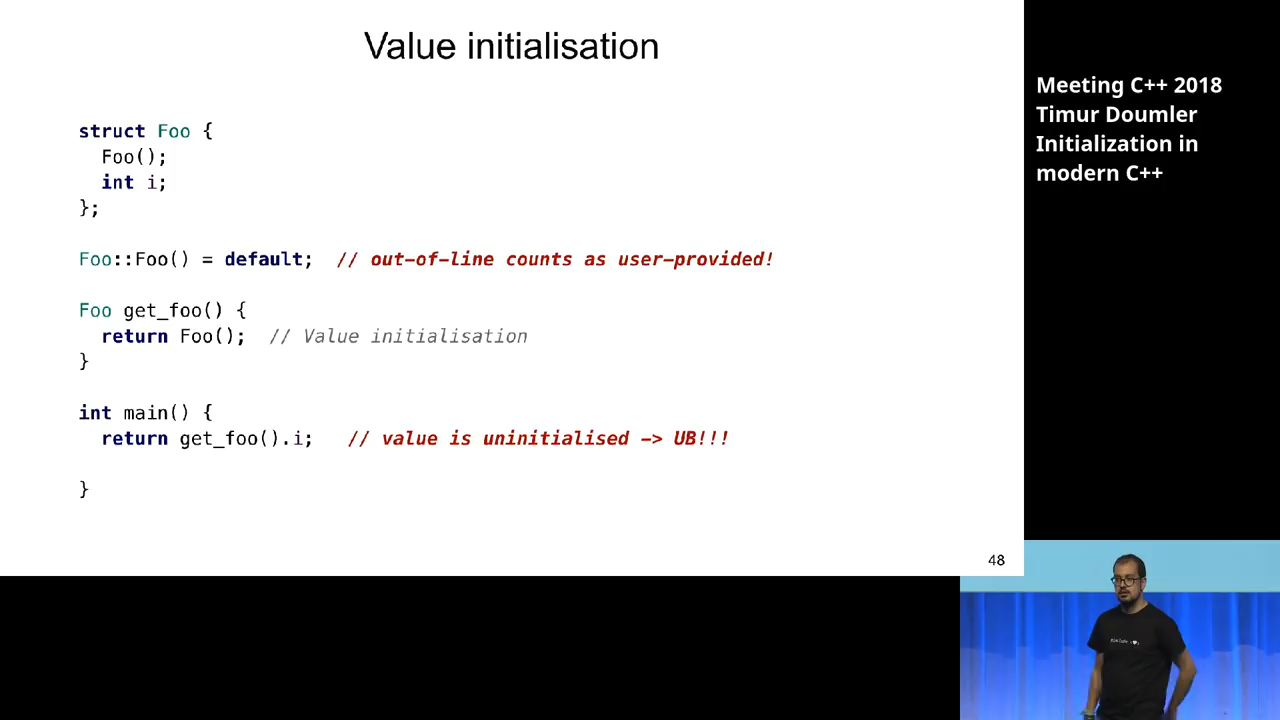 Value initialisation
struct Foo {
Foo();
int i;
};
Foo::Foo() = default; // out-of-line counts as user-provided!
Foo get_foo() {
return Foo(); // Value initialisation
}
int main() {
return get_foo().i; // value is uninitialised -> UB!!!
}
48
Meeting C++ 2018
Timur Doumler
Initialization in
modern C++